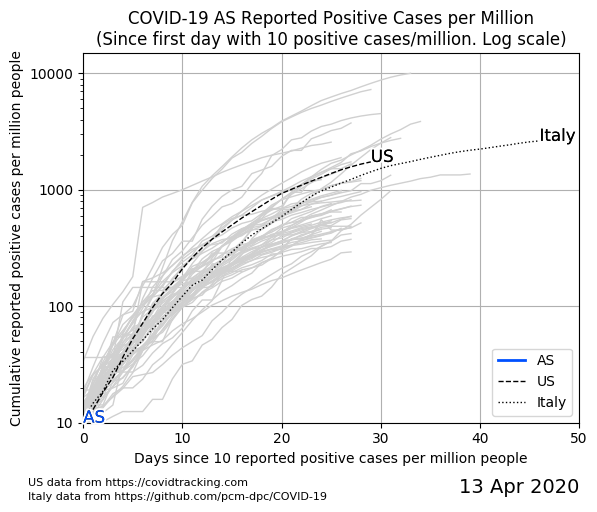 COVID-19 AS Reported Positive Cases per Million
(Since first day with 10 positive cases/million. Log scale)
Cumulative reported positive cases per million people
10000
1000
100
10
Italy
US
AS
AS
US
Italy
0 10 20 30 40 50
Days since 10 reported positive cases per million people
US data from https://covidtracking.com
Italy data from https://github.com/pcm-dpc/COVID-19
13 Apr 2020